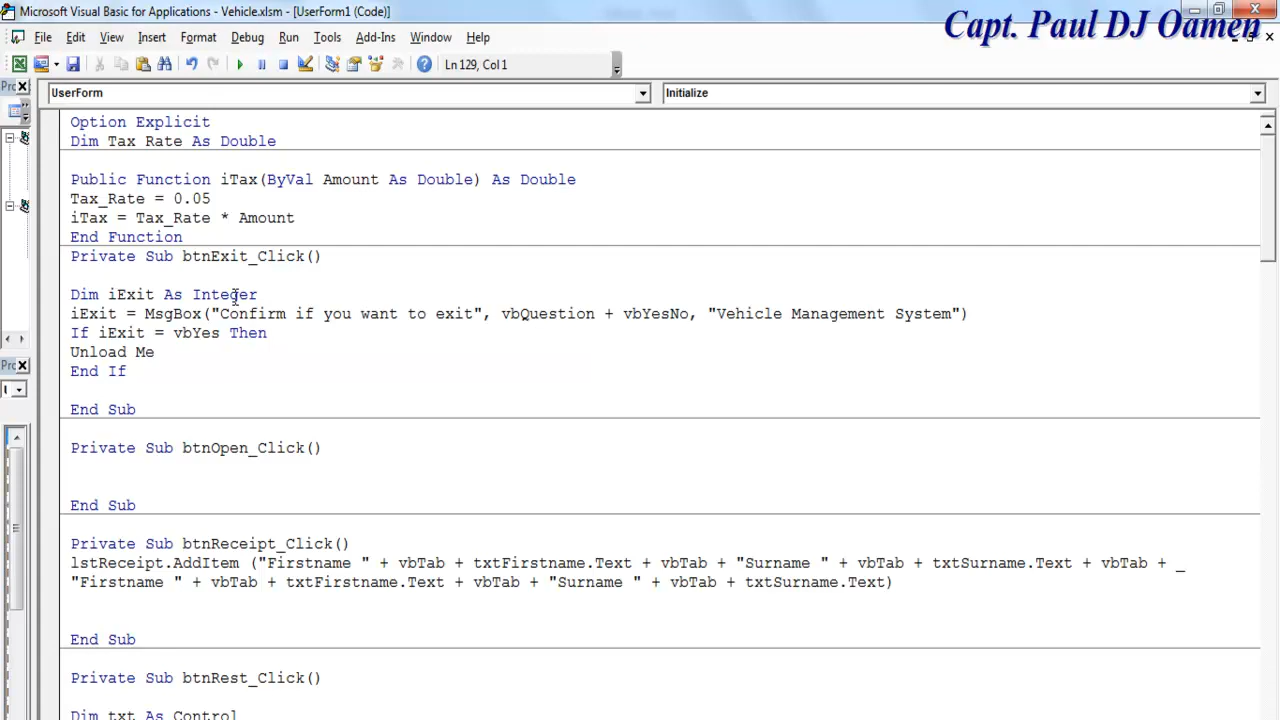 Microsoft Visual Basic for Applications - Vehicle.xlsm - [UserForm1 (Code)]
Capt. Paul DJ Oamen
File Edit View Insert Format Debug Run Tools Add-Ins Window Help
Ln 129, Col 1
UserForm Initialize
Option Explicit
Dim Tax Rate As Double
Public Function iTax(ByVal Amount As Double) As Double
Tax_Rate = 0.05
iTax = Tax_Rate * Amount
End Function
Private Sub btnExit_Click()
Dim iExit As Integer
iExit = MsgBox("Confirm if you want to exit", vbQuestion + vbYesNo, "Vehicle Management System")
If iExit = vbYes Then
Unload Me
End If
End Sub
Private Sub btnOpen_Click()
End Sub
Private Sub btnReceipt_Click()
lstReceipt.AddItem ("Firstname " + vbTab + txtFirstname.Text + vbTab + "Surname " + vbTab + txtSurname.Text + vbTab + _
"Firstname " + vbTab + txtFirstname.Text + vbTab + "Surname " + vbTab + txtSurname.Text)
End Sub
Private Sub btnRest_Click()
Dim txt As Control